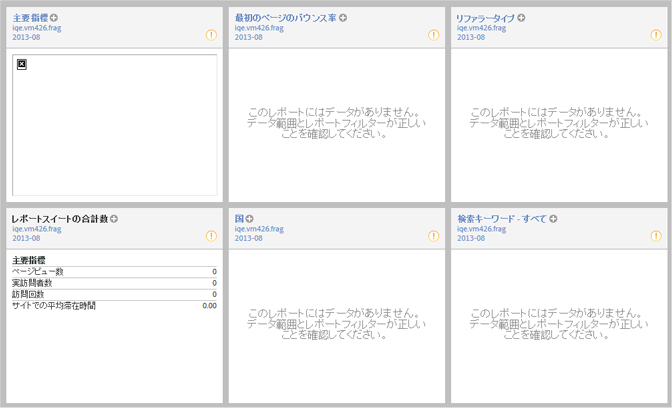 主要指標
iqe.vm426.frag
2013-08
最初のページのバウンス率
iqe.vm426.frag
2013-08
このレポートにはデータがありません。
データ範囲とレポートフィルターが正しい
ことを確認してください。
リファラータイプ
iqe.vm426.frag
2013-08
このレポートにはデータがありません。
データ範囲とレポートフィルターが正しい
ことを確認してください。
レポートスイートの合計数
iqe.vm426.frag
2013-08
主要指標
ページビュー数 0
実訪問者数 0
訪問回数 0
サイトでの平均滞在時間 0.00
国
iqe.vm426.frag
2013-08
このレポートにはデータがありません。
データ範囲とレポートフィルターが正しい
ことを確認してください。
検索キーワード - すべて
iqe.vm426.frag
2013-08
このレポートにはデータがありません。
データ範囲とレポートフィルターが正しい
ことを確認してください。